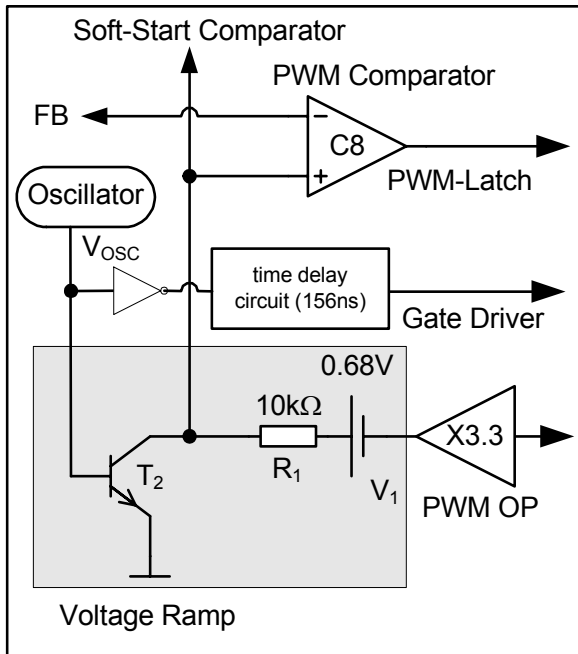 Soft-Start Comparator
PWM Comparator
FB
−
C8
+
PWM-Latch
Oscillator
VOSC
time delay
circuit (156ns)
Gate Driver
0.68V
10kΩ
X3.3
R1
T2
V1
PWM OP
Voltage Ramp